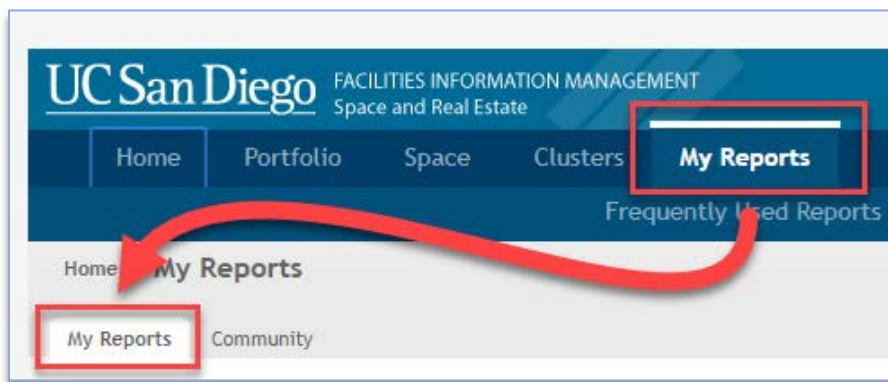 UC San Diego FACILITIES INFORMATION MANAGEMENT
Space and Real Estate
Home Portfolio Space Clusters My Reports
Frequently Used Reports
Home My Reports
My Reports Community